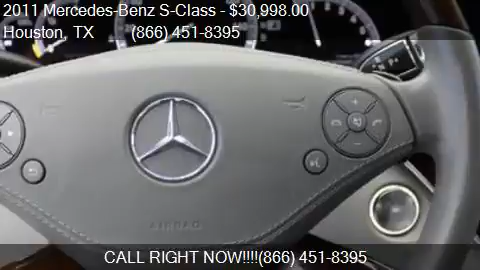 2011 Mercedes-Benz S-Class - $30,998.00
Houston, TX (866) 451-8395
AIRBAG
CALL RIGHT NOW!!!!(866) 451-8395